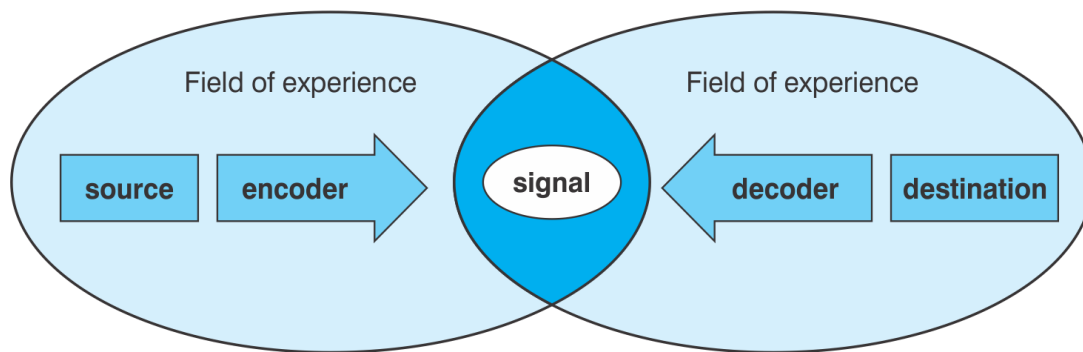 Field of experience
Field of experience
source
encoder
signal
decoder
destination